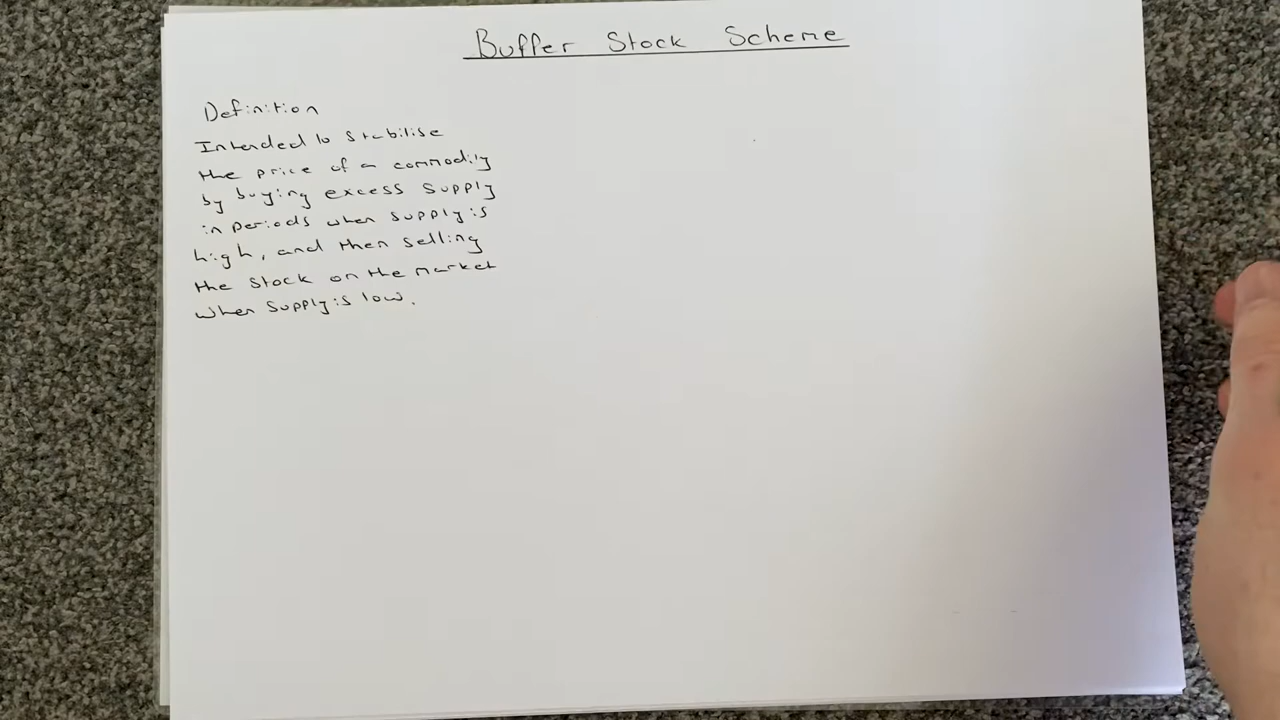 Buffer Stock Scheme
Definition
Intended to stabilise
the price of a commodity
by buying excess supply
in periods when supply is
high, and then selling
the stock on the market
when supply is low.